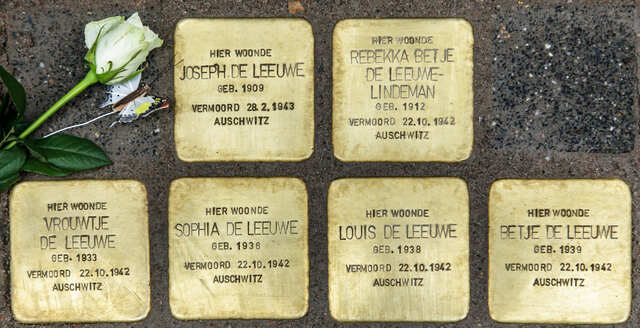 HIER WOONDE
JOSEPH DE LEEUWE
GEB. 1909
VERMOORD 28.2.1943
AUSCHWITZ
HIER WOONDE
REBEKKA BETJE
DE LEEUWE-
LINDEMAN
GEB. 1912
VERMOORD 22.10.1942
AUSCHWITZ
HIER WOONDE
VROUWTJE
DE LEEUWE
GEB. 1933
VERMOORD 22.10.1942
AUSCHWITZ
HIER WOONDE
SOPHIA DE LEEUWE
GEB. 1936
VERMOORD 22.10.1942
AUSCHWITZ
HIER WOONDE
LOUIS DE LEEUWE
GEB. 1938
VERMOORD 22.10.1942
AUSCHWITZ
HIER WOONDE
BETJE DE LEEUWE
GEB. 1939
VERMOORD 22.10.1942
AUSCHWITZ